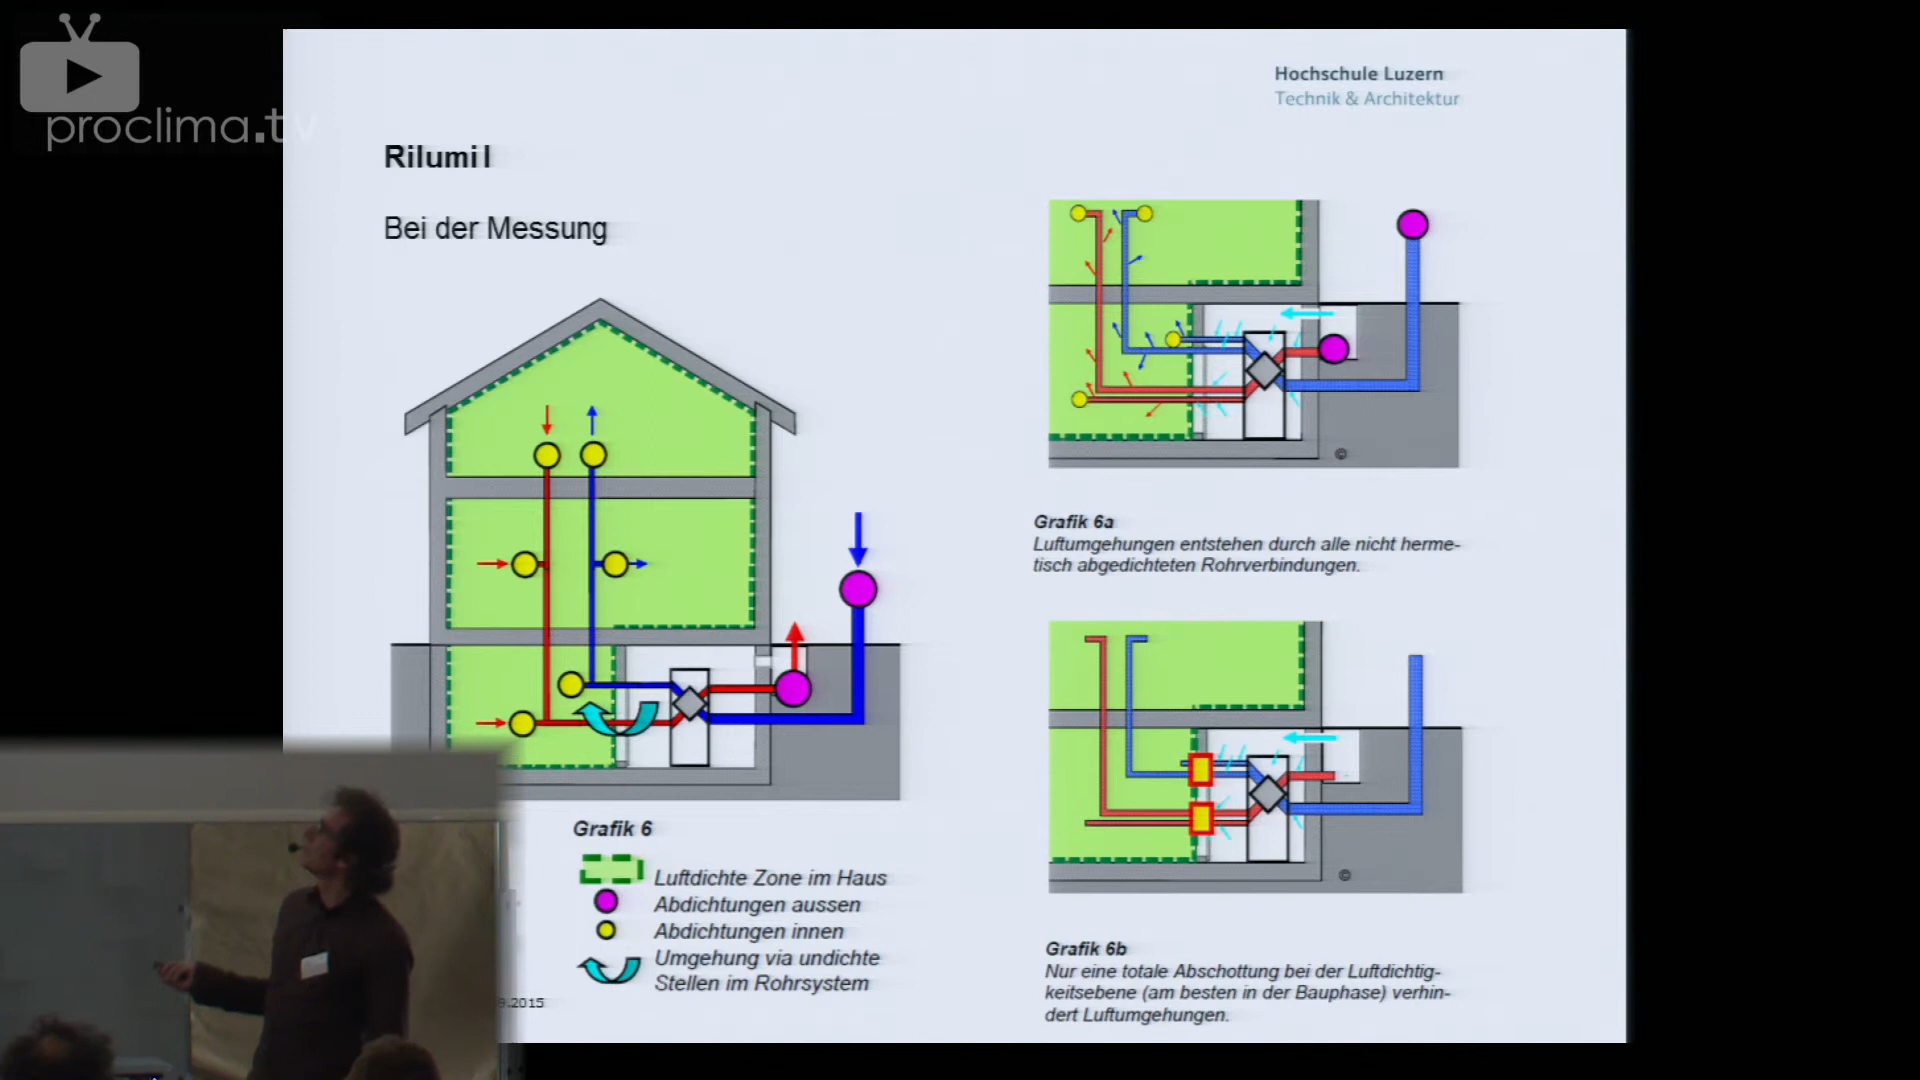 proclima.tv
Hochschule Luzern
Technik & Architektur
Rilumi I
Bei der Messung
Grafik 6
Luftdichte Zone im Haus
Abdichtungen aussen
Abdichtungen innen
Umgehung via undichte
Stellen im Rohrsystem
9.2015
©
Grafik 6a
Luftumgehungen entstehen durch alle nicht herme-
tisch abgedichteten Rohrverbindungen.
©
Grafik 6b
Nur eine totale Abschottung bei der Luftdichtig-
keitsebene (am besten in der Bauphase) verhin-
dert Luftumgehungen.